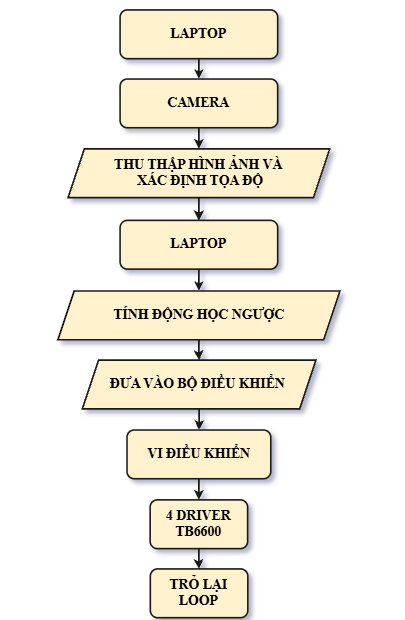 LAPTOP
CAMERA
THU THẬP HÌNH ẢNH VÀ
XÁC ĐỊNH TỌA ĐỘ
LAPTOP
TÍNH ĐỘNG HỌC NGƯỢC
ĐƯA VÀO BỘ ĐIỀU KHIỂN
VI ĐIỀU KHIỂN
4 DRIVER
TB6600
TRỞ LẠI
LOOP